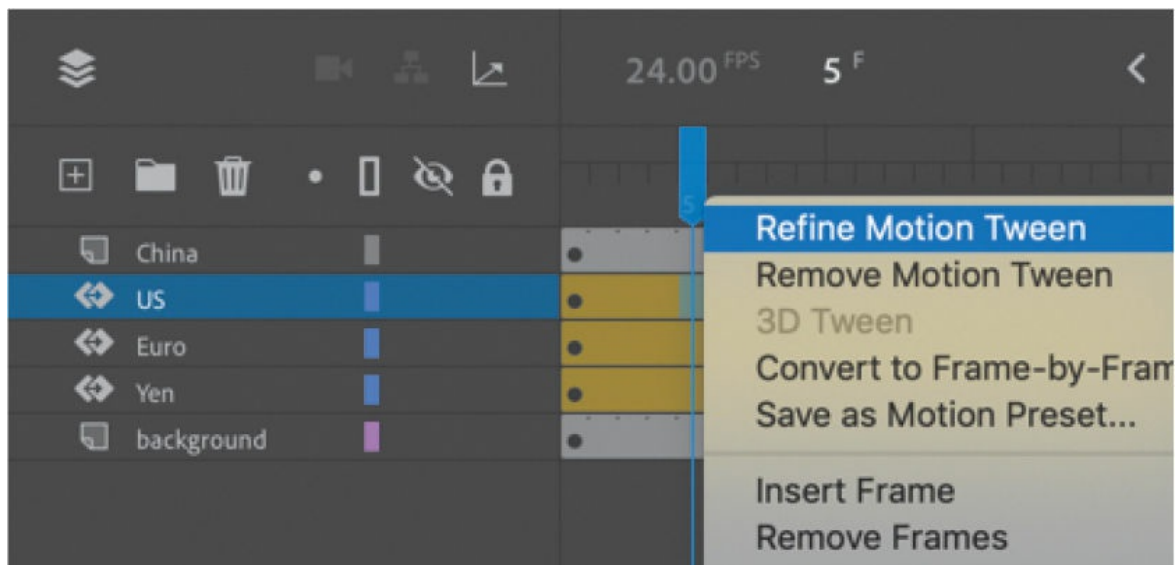 24.00 FPS 5 F
5
China
US
Euro
Yen
background
Refine Motion Tween
Remove Motion Tween
3D Tween
Convert to Frame-by-Fram
Save as Motion Preset...
Insert Frame
Remove Frames